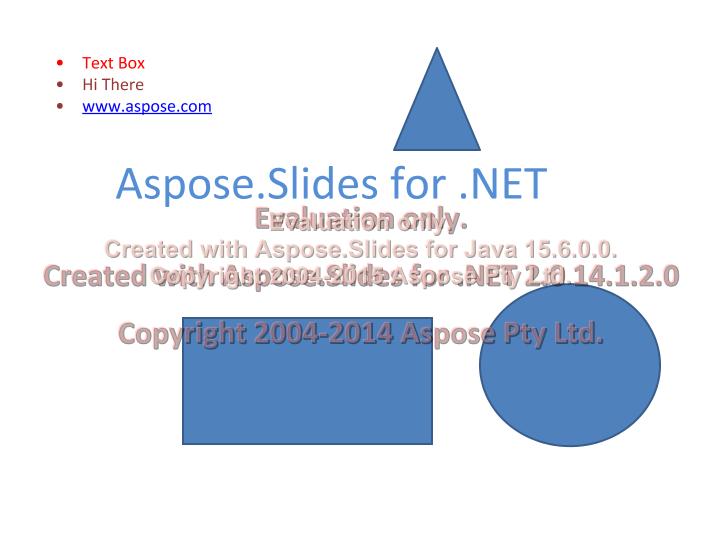 Text Box
Hi There
www.aspose.com
Aspose.Slides for .NET
Evaluation only.
Evaluation only.
Created with Aspose.Slides for Java 15.6.0.0.
Created with Aspose.Slides for .NET 2.0.14.1.2.0
Copyright 2004-2015 Aspose Pty Ltd.
Copyright 2004-2014 Aspose Pty Ltd.